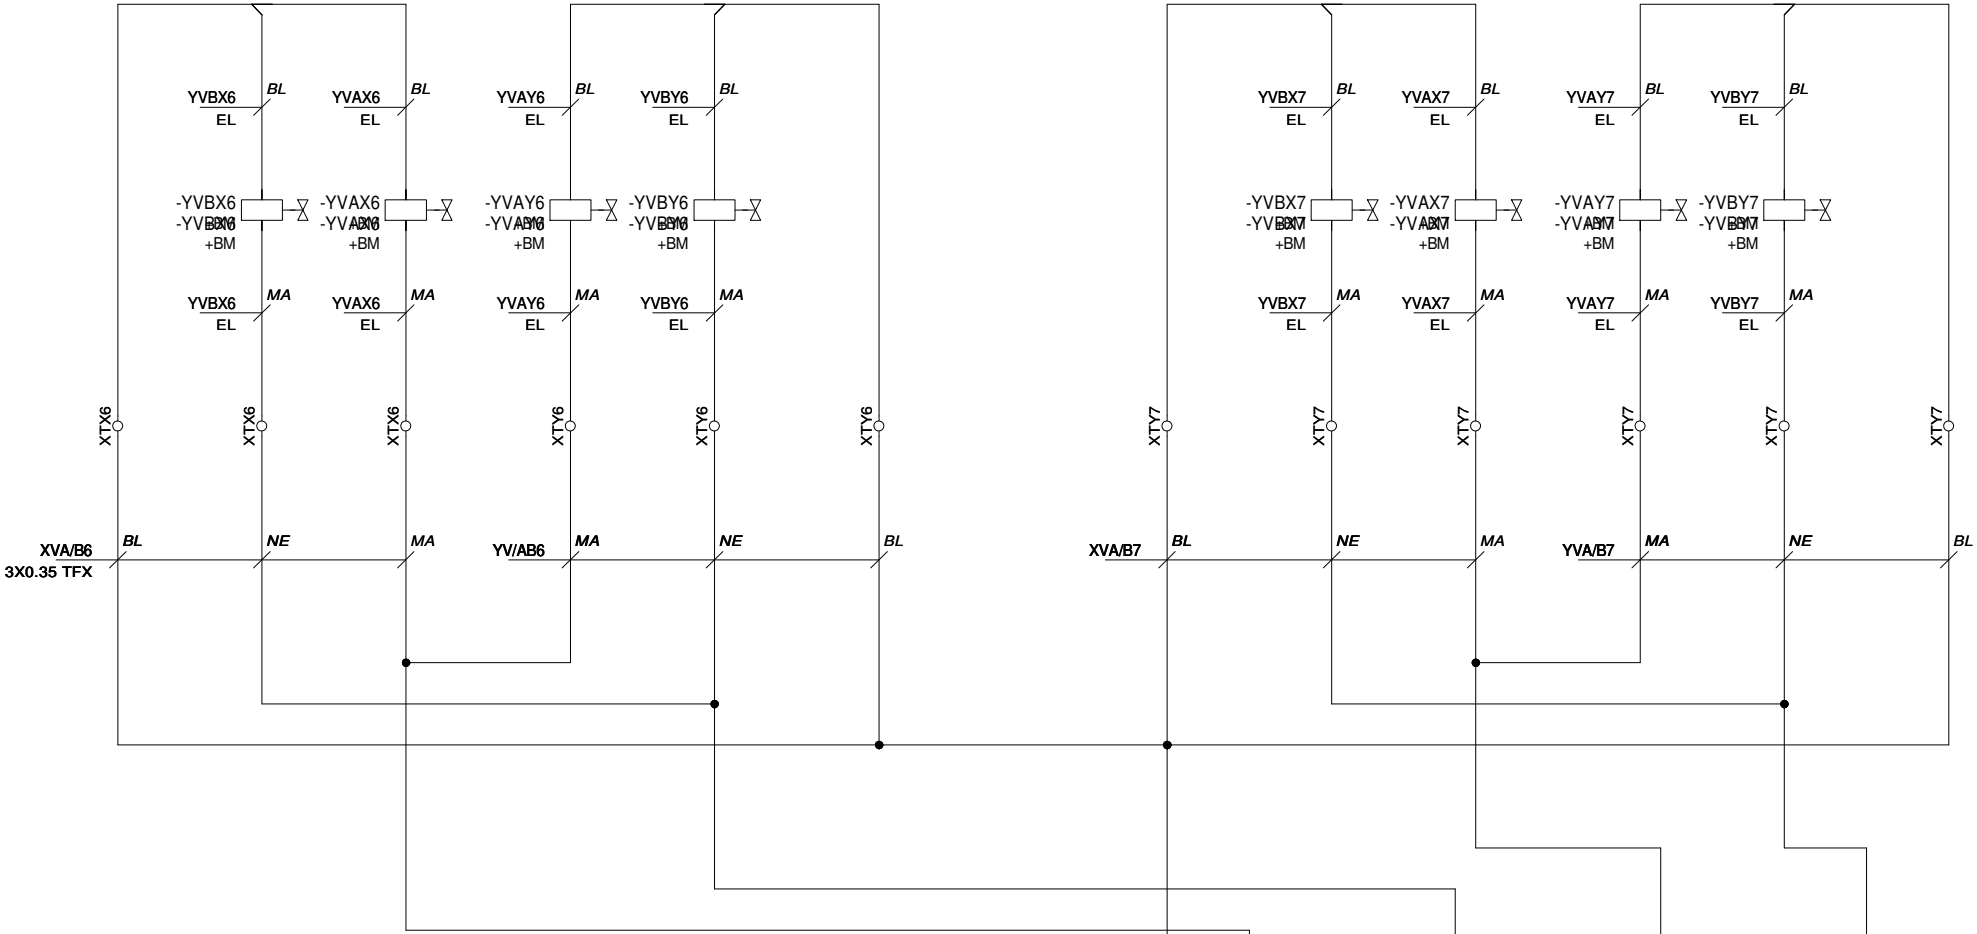 BL BL BL BL BL BL BL BL
YVBX6 YVAX6 YVAY6 YVBY6 YVBX7 YVAX7 YVAY7 YVBY7
EL EL EL EL EL EL EL EL
-YVBX6 -YVAX6 -YVAY6 -YVBY6 -YVBX7 -YVAX7 -YVAY7 -YVBY7
+BM +BM +BM +BM +BM +BM +BM +BM
MA MA MA MA MA MA MA MA
YVBX6 YVAX6 YVAY6 YVBY6 YVBX7 YVAX7 YVAY7 YVBY7
EL EL EL EL EL EL EL EL
XTX6 XTX6 XTX6 XTY6 XTY6 XTY6 XTY7 XTY7 XTY7 XTY7 XTY7 XTY7
BL NE MA MA NE BL BL NE MA MA NE BL
XVA/B6 YV/AB6 XVA/B7 YVA/B7
3X0.35 TFX